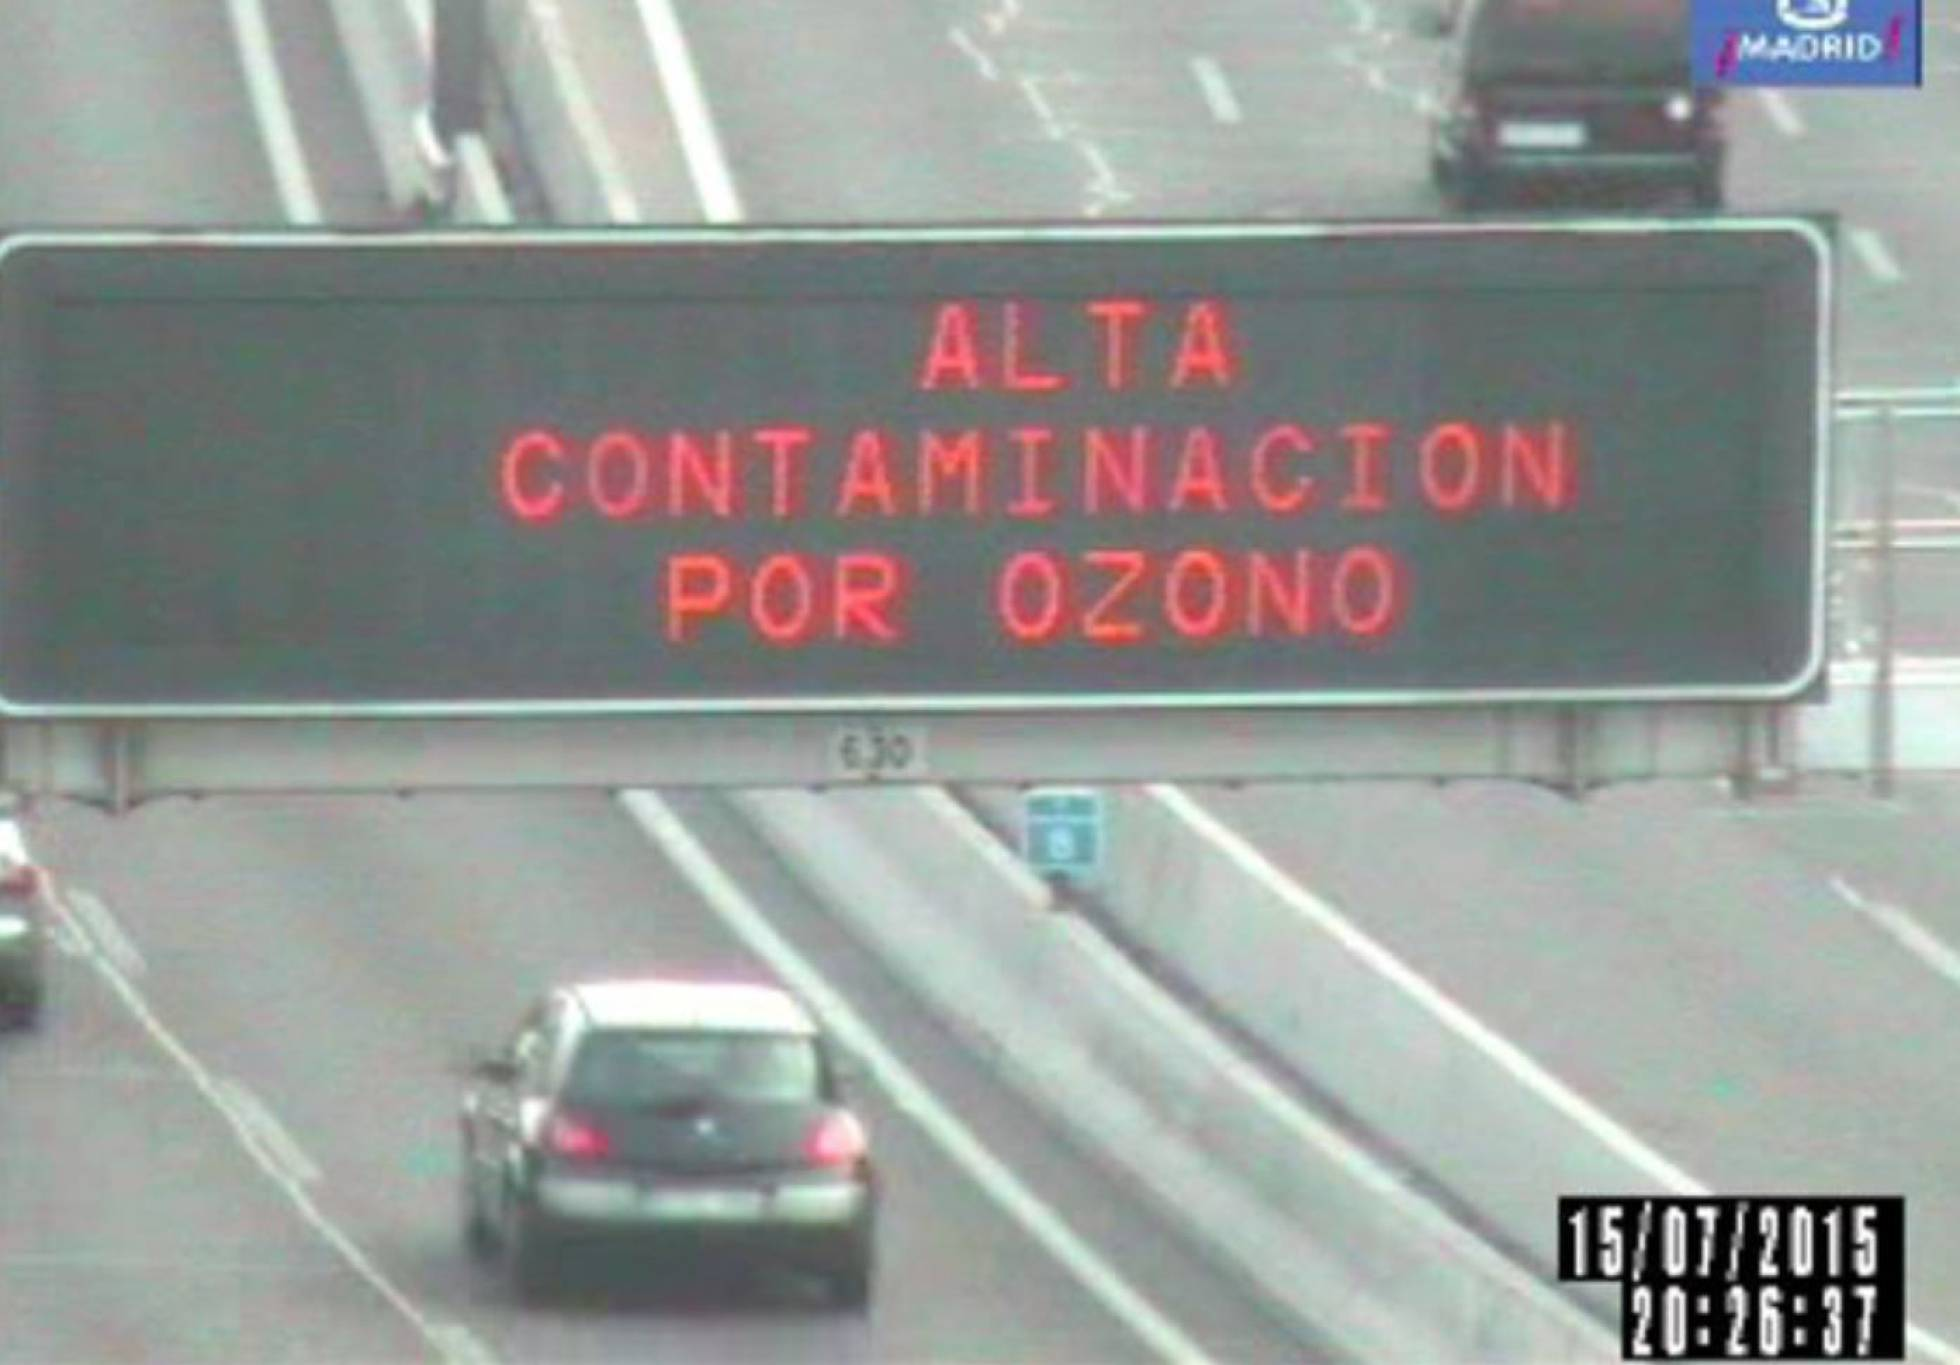 ¡MADRID!
ALTA
CONTAMINACION
POR OZONO
630
15/07/2015
20:26:37